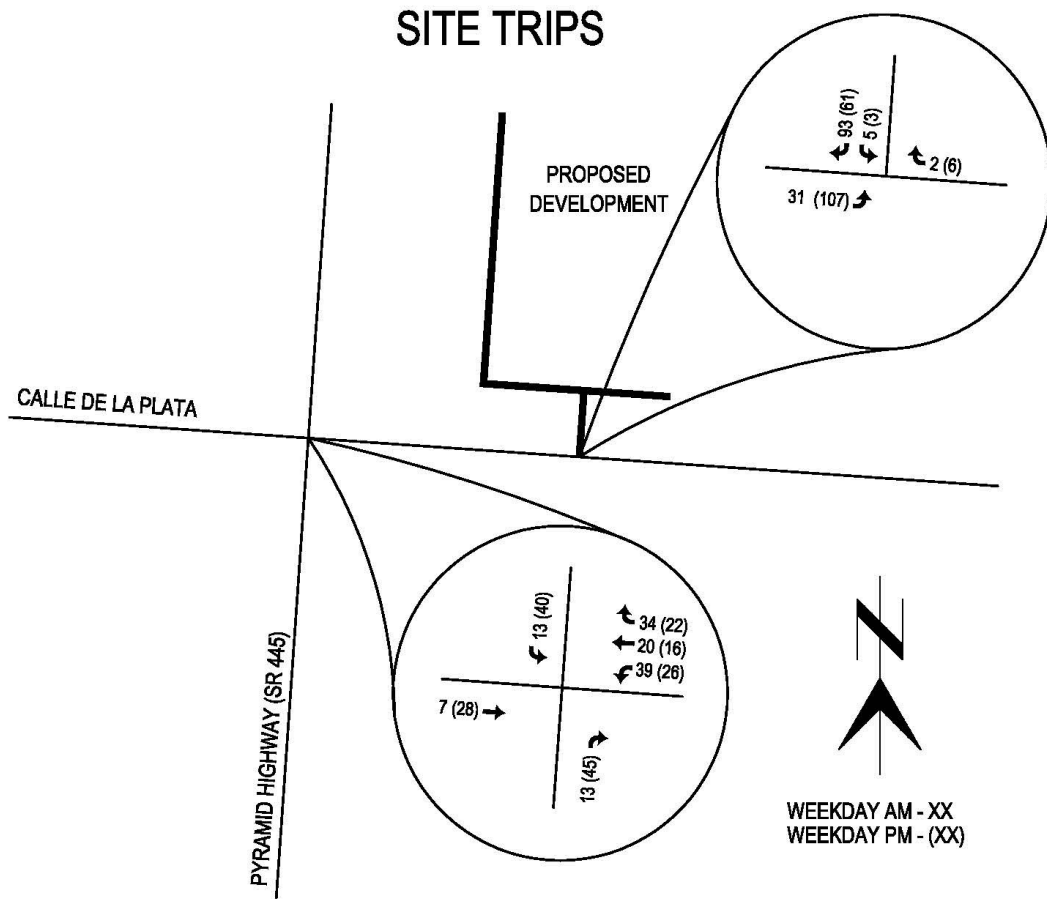 SITE TRIPS
93 (61)
5 (3)
2 (6)
31 (107)
PROPOSED
DEVELOPMENT
CALLE DE LA PLATA
PYRAMID HIGHWAY (SR 445)
13 (40)
34 (22)
20 (16)
39 (26)
7 (28)
13 (45)
N
WEEKDAY AM - XX
WEEKDAY PM - (XX)